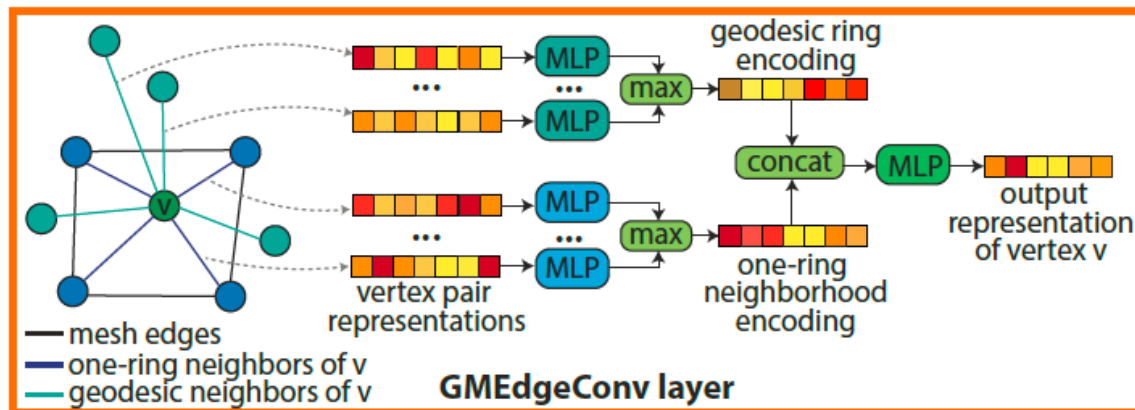 geodesic ring
encoding
MLP
...
...
MLP
max
v
concat
MLP
output
representation
of vertex v
MLP
...
...
MLP
max
one-ring
neighborhood
encoding
vertex pair
representations
mesh edges
one-ring neighbors of v
geodesic neighbors of v
GMEdgeConv layer